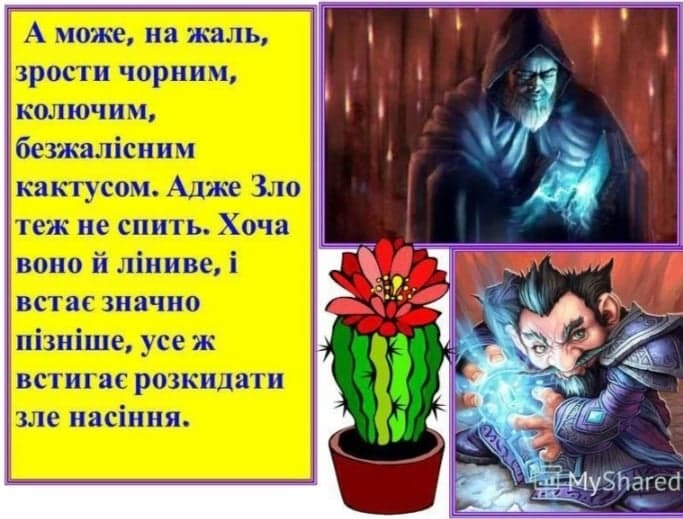 А може, на жаль,
зрости чорним,
колючим,
безжалісним
кактусом. Адже Зло
теж не спить. Хоча
воно й ліниве, і
встає значно
пізніше, усе ж
встигає розкидати
зле насіння.
MyShared